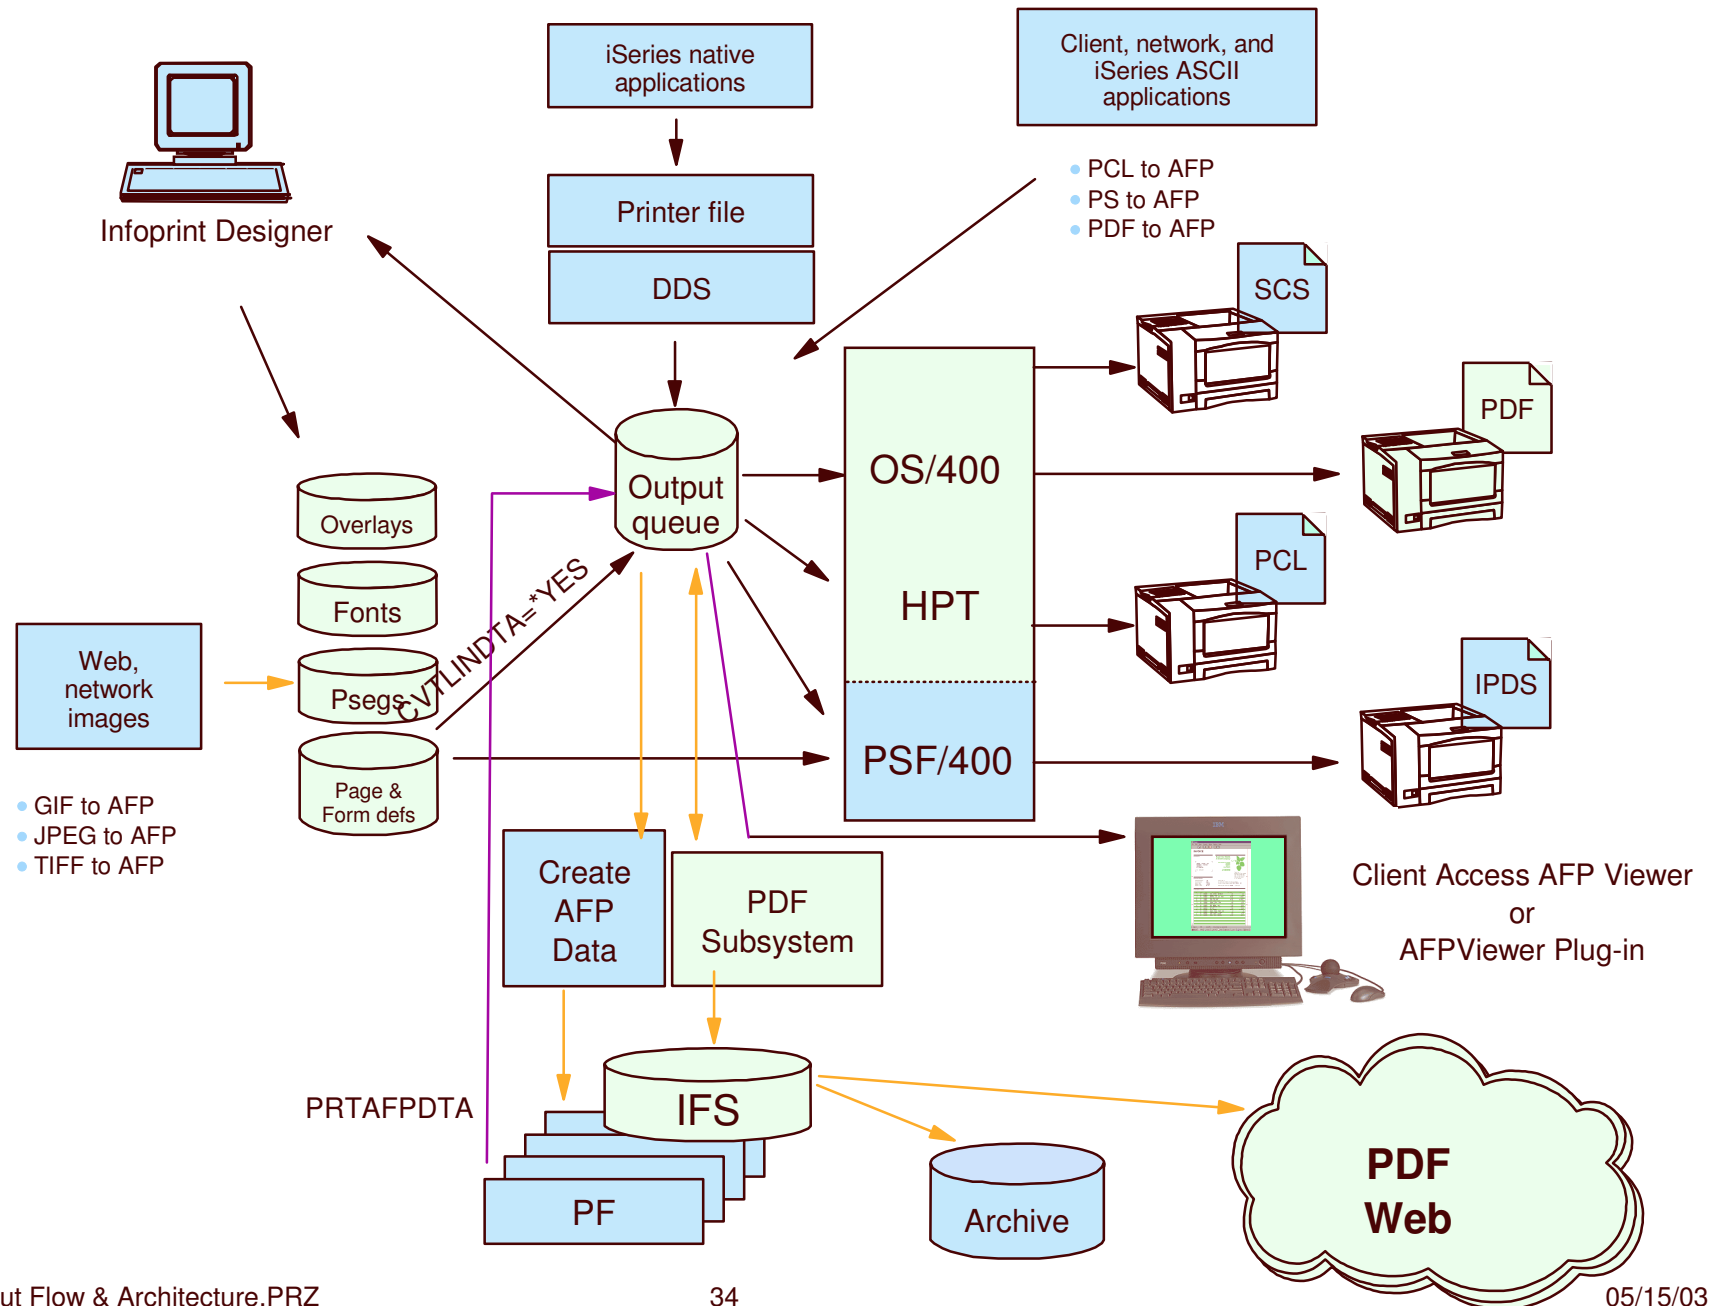 iSeries native
applications
Client, network, and
iSeries ASCII
applications
PCL to AFP
PS to AFP
PDF to AFP
Infoprint Designer
Printer file
DDS
SCS
PDF
OS/400
Output
queue
Overlays
Fonts
CVTLINDTA=*YES
HPT
PCL
Web,
network
images
Psegs
IPDS
PSF/400
Page &
Form defs
GIF to AFP
JPEG to AFP
TIFF to AFP
Create
AFP
Data
PDF
Subsystem
Client Access AFP Viewer
or
AFPViewer Plug-in
PRTAFPDTA
IFS
PF
Archive
PDF
Web
ut Flow & Architecture.PRZ
34
05/15/03